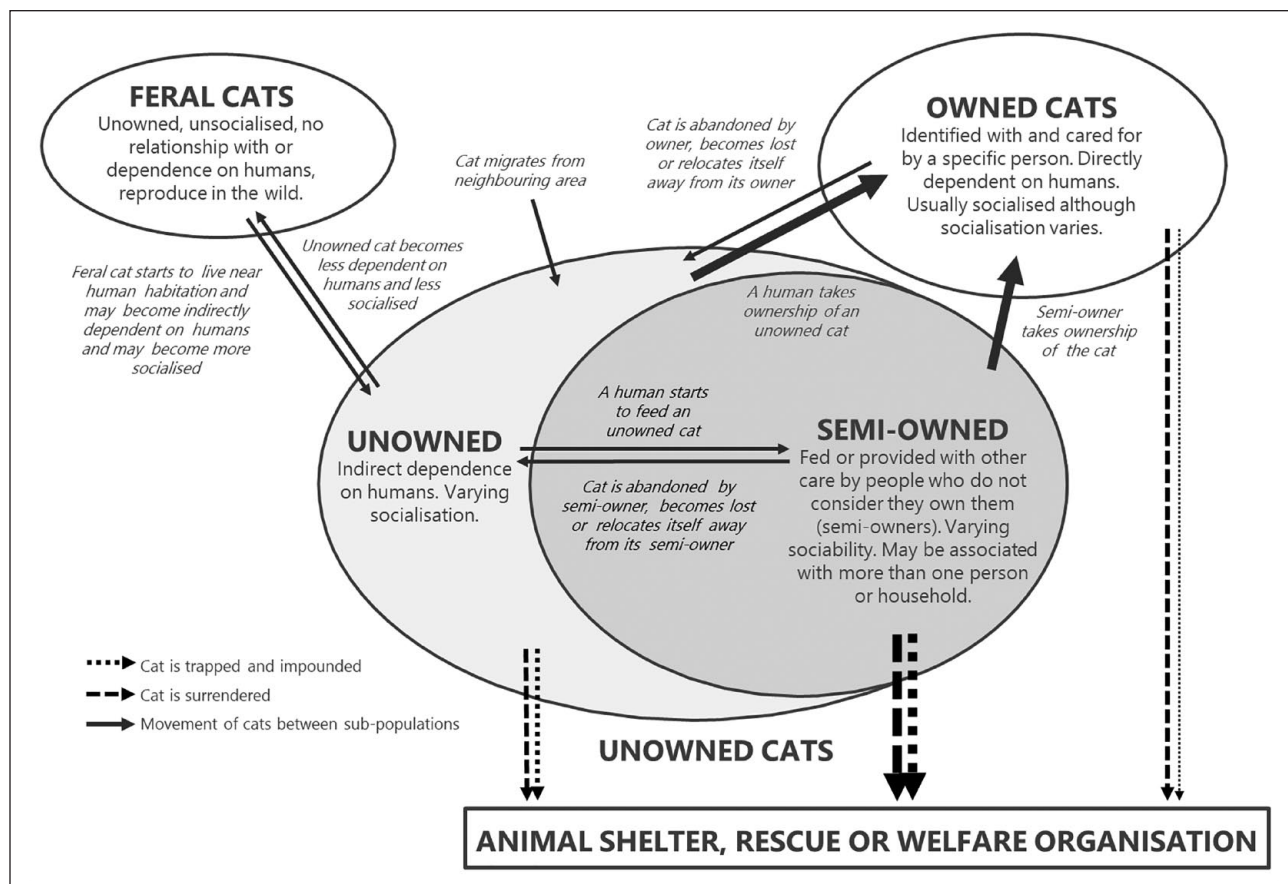 FERAL CATS
Unowned, unsocialised, no
relationship with or
dependence on humans,
reproduce in the wild.
Cat migrates from
neighbouring area
Cat is abandoned by
owner, becomes lost
or relocates itself
away from its owner
OWNED CATS
Identified with and cared for
by a specific person. Directly
dependent on humans.
Usually socialised although
socialisation varies.
Feral cat starts to live near
human habitation and
may become indirectly
dependent on humans
and may become more
socialised
Unowned cat becomes
less dependent on
humans and less
socialised
A human takes
ownership of an
unowned cat
Semi-owner
takes ownership
of the cat
UNOWNED
Indirect dependence
on humans. Varying
socialisation.
A human starts
to feed an
unowned cat
Cat is abandoned by
semi-owner, becomes lost
or relocates itself away
from its semi-owner
SEMI-OWNED
Fed or provided with other
care by people who do not
consider they own them
(semi-owners). Varying
sociability. May be associated
with more than one person
or household.
Cat is trapped and impounded
Cat is surrendered
Movement of cats between sub-populations
UNOWNED CATS
ANIMAL SHELTER, RESCUE OR WELFARE ORGANISATION